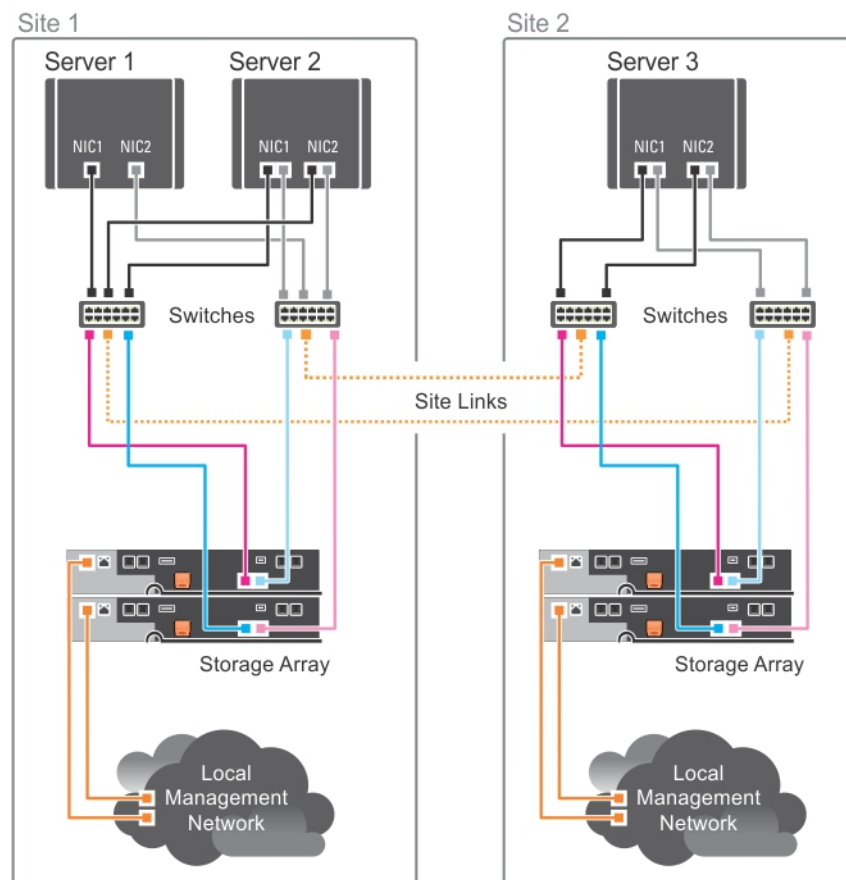 Site 1
Site 2
Server 1
Server 2
Server 3
NIC1
NIC2
NIC1
NIC2
NIC1
NIC2
Switches
Switches
Site Links
Storage Array
Storage Array
Local
Management
Network
Local
Management
Network